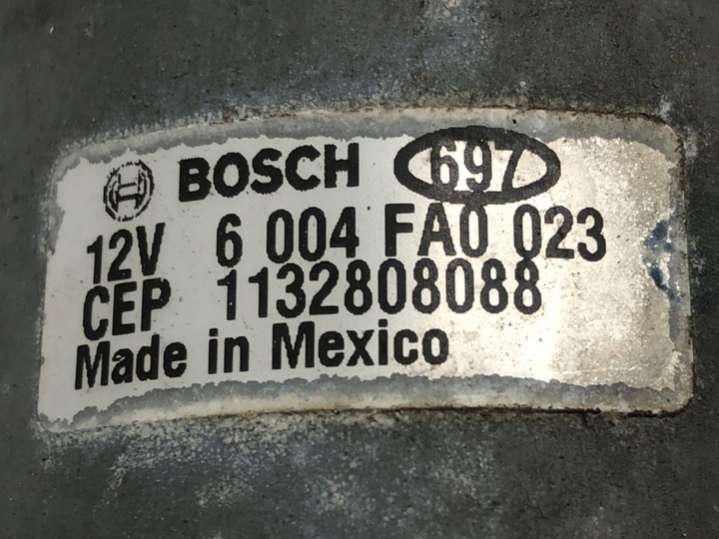 BOSCH 697
12V 6 004 FA0 023
CEP 1132808088
Made in Mexico